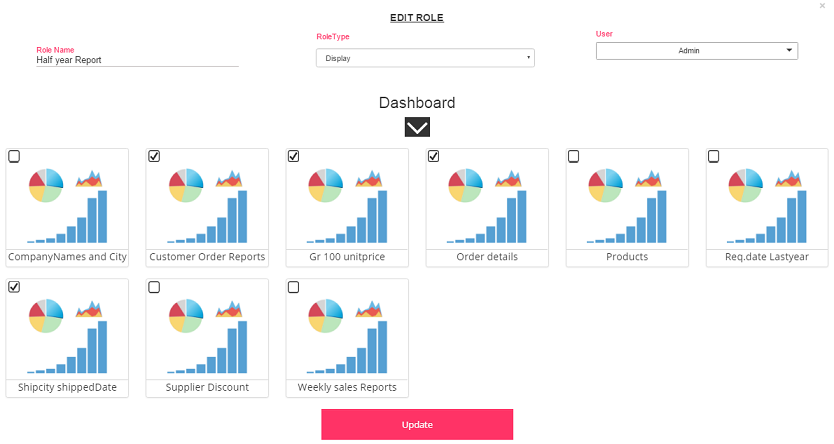 ×
EDIT ROLE
Role Name
Half year Report
RoleType
Display
User
Admin
Dashboard
CompanyNames and City
Customer Order Reports
Gr 100 unitprice
Order details
Products
Req.date Lastyear
Shipcity shippedDate
Supplier Discount
Weekly sales Reports
Update